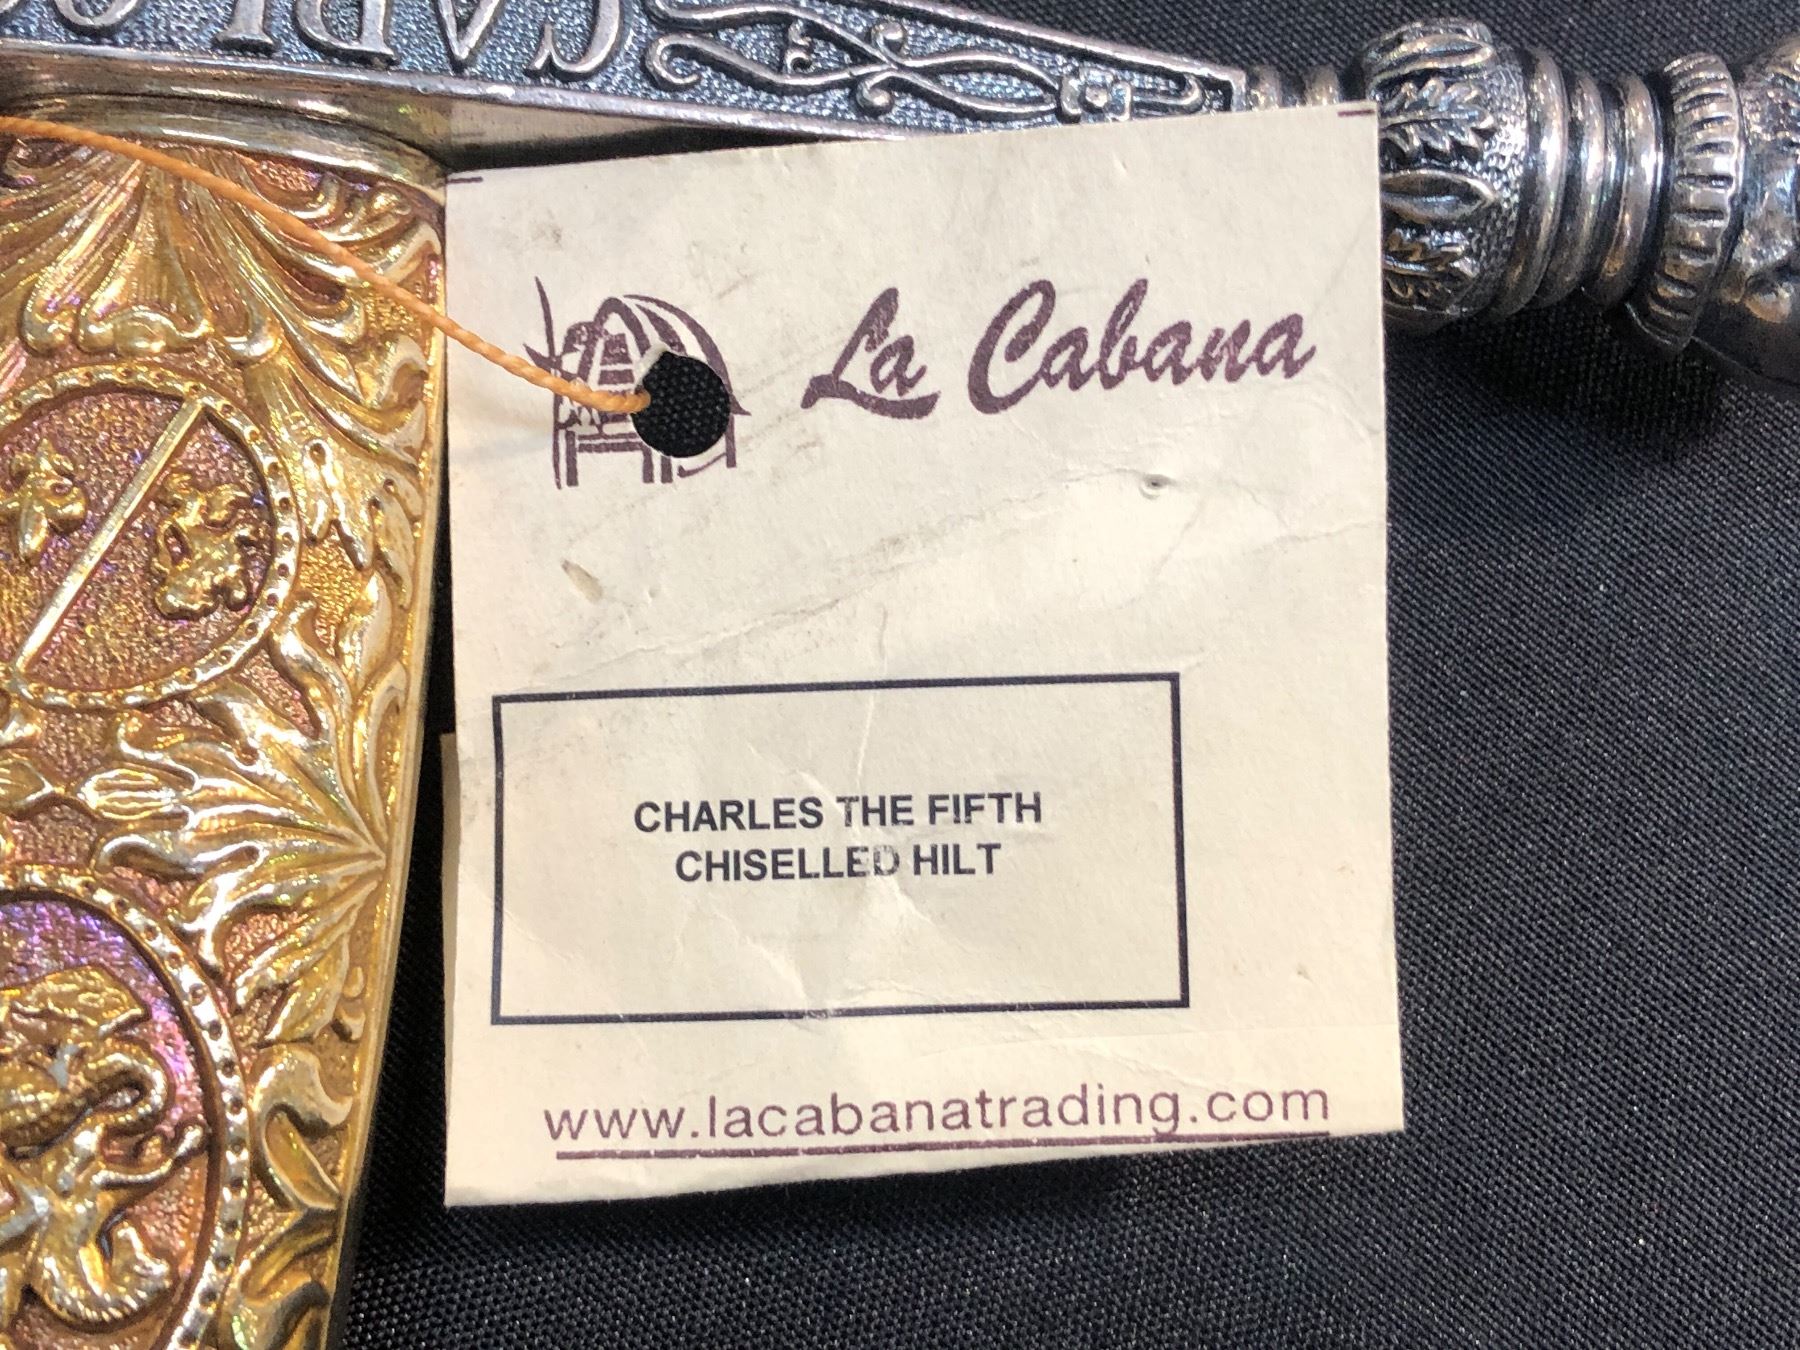 La Cabana
CHARLES THE FIFTH
CHISELLED HILT
www.lacabanatrading.com